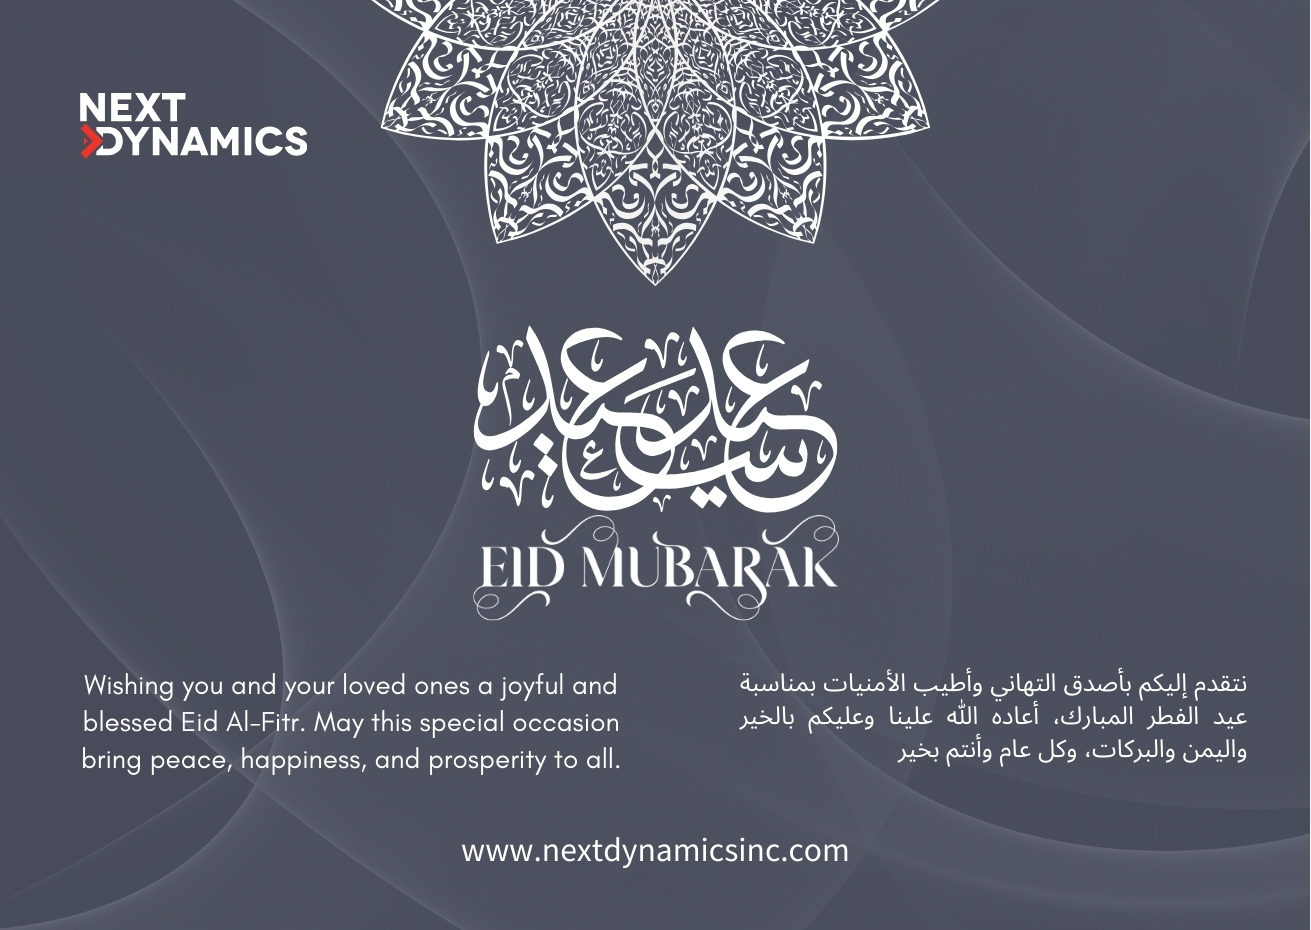 NEXT
DYNAMICS
عيد سعيد
EID MUBARAK
Wishing you and your loved ones a joyful and
blessed Eid Al-Fitr. May this special occasion
bring peace, happiness, and prosperity to all.
نتقدم إليكم بأصدق التهاني وأطيب الأمنيات بمناسبة
عيد الفطر المبارك، أعاده الله علينا وعليكم بالخير
واليمن والبركات، وكل عام وأنتم بخير
www.nextdynamicsinc.com